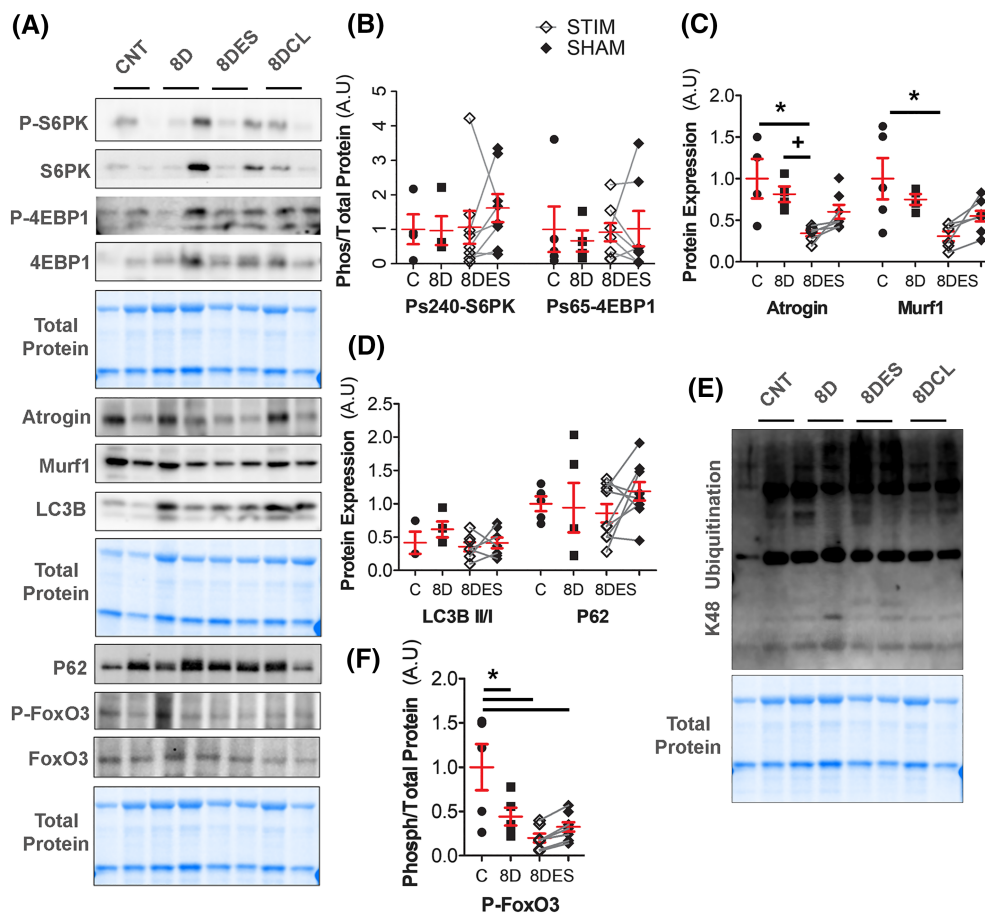 (A)
CNT 8D 8DES 8DCL
P-S6PK
S6PK
P-4EBP1
4EBP1
Total
Protein
Atrogin
Murf1
LC3B
Total
Protein
P62
P-FoxO3
FoxO3
Total
Protein
(B)
STIM
SHAM
Phos/Total Protein (A.U)
5
4
3
2
1
0
C 8D 8DES C 8D 8DES
Ps240-S6PK Ps65-4EBP1
(C)
Protein Expression (A.U)
2.0
1.5
1.0
0.5
0.0
* + *
C 8D 8DES C 8D 8DES
Atrogin Murf1
(D)
Protein Expression (A.U)
2.5
2.0
1.5
1.0
0.5
0.0
C 8D 8DES C 8D 8DES
LC3B II/I P62
(E)
CNT 8D 8DES 8DCL
K48 Ubiquitination
Total
Protein
(F)
Phosph/Total Protein (A.U)
2.0
1.5
1.0
0.5
0.0
*
C 8D 8DES
P-FoxO3